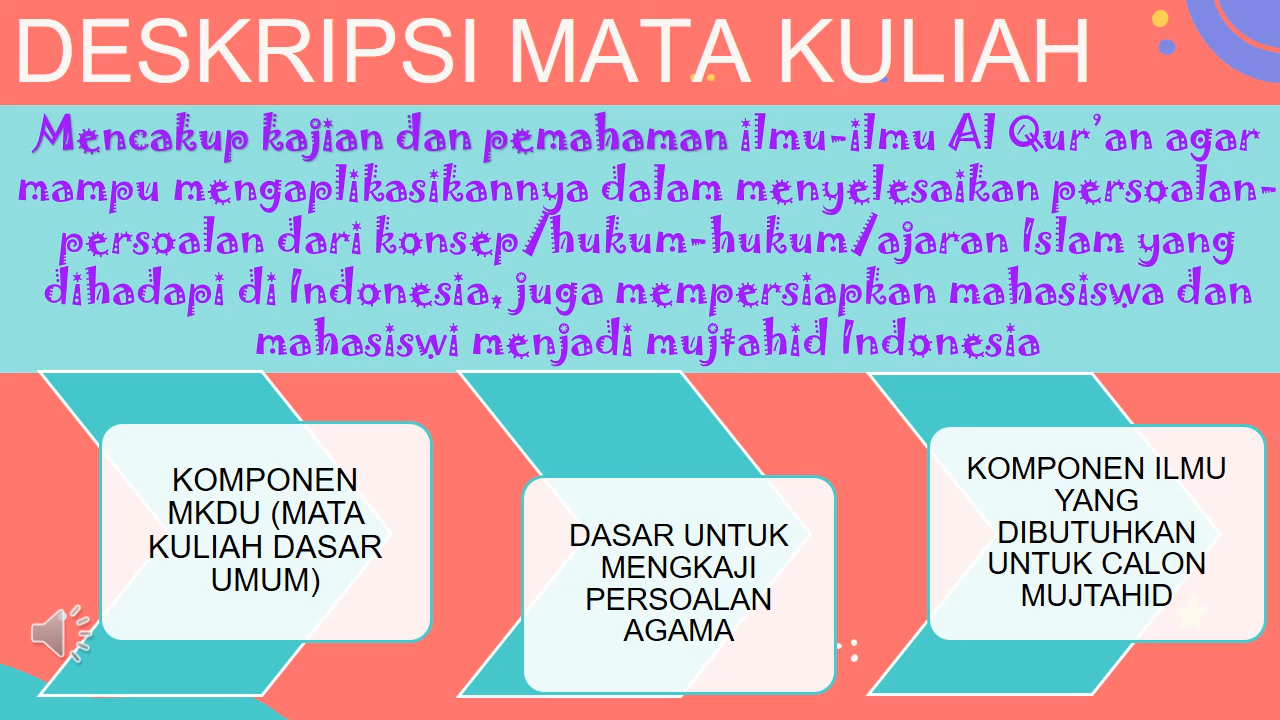 DESKRIPSI MATA KULIAH
Mencakup kajian dan pemahaman ilmu-ilmu Al Qur'an agar
mampu mengaplikasikannya dalam menyelesaikan persoalan-
persoalan dari konsep/hukum-hukum/ajaran Islam yang
dihadapi di Indonesia, juga mempersiapkan mahasiswa dan
mahasiswi menjadi mujtahid Indonesia
KOMPONEN
MKDU (MATA
KULIAH DASAR
UMUM)
DASAR UNTUK
MENGKAJI
PERSOALAN
AGAMA
KOMPONEN ILMU
YANG
DIBUTUHKAN
UNTUK CALON
MUJTAHID